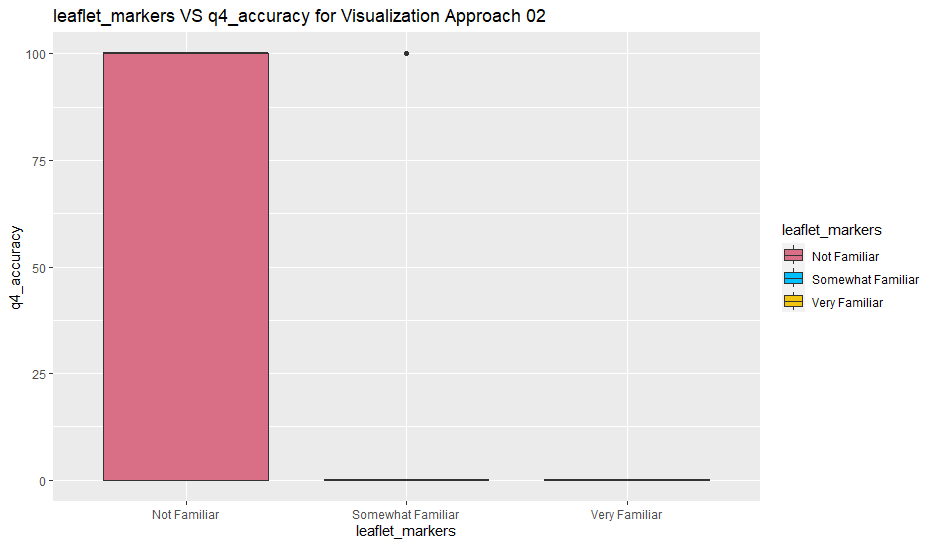 leaflet_markers VS q4_accuracy for Visualization Approach 02
100
75
50
25
0
q4_accuracy
Not Familiar
Somewhat Familiar
Very Familiar
leaflet_markers
leaflet_markers
Not Familiar
Somewhat Familiar
Very Familiar